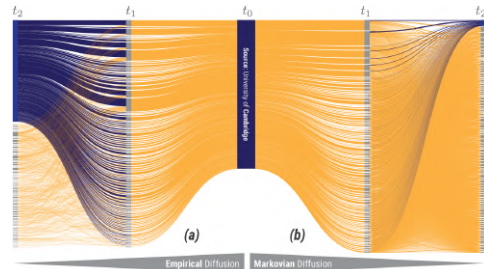 t₂ t₁ t₀ t₁ t₂
Source: University of Cambridge
(a) (b)
Empirical Diffusion Markovian Diffusion